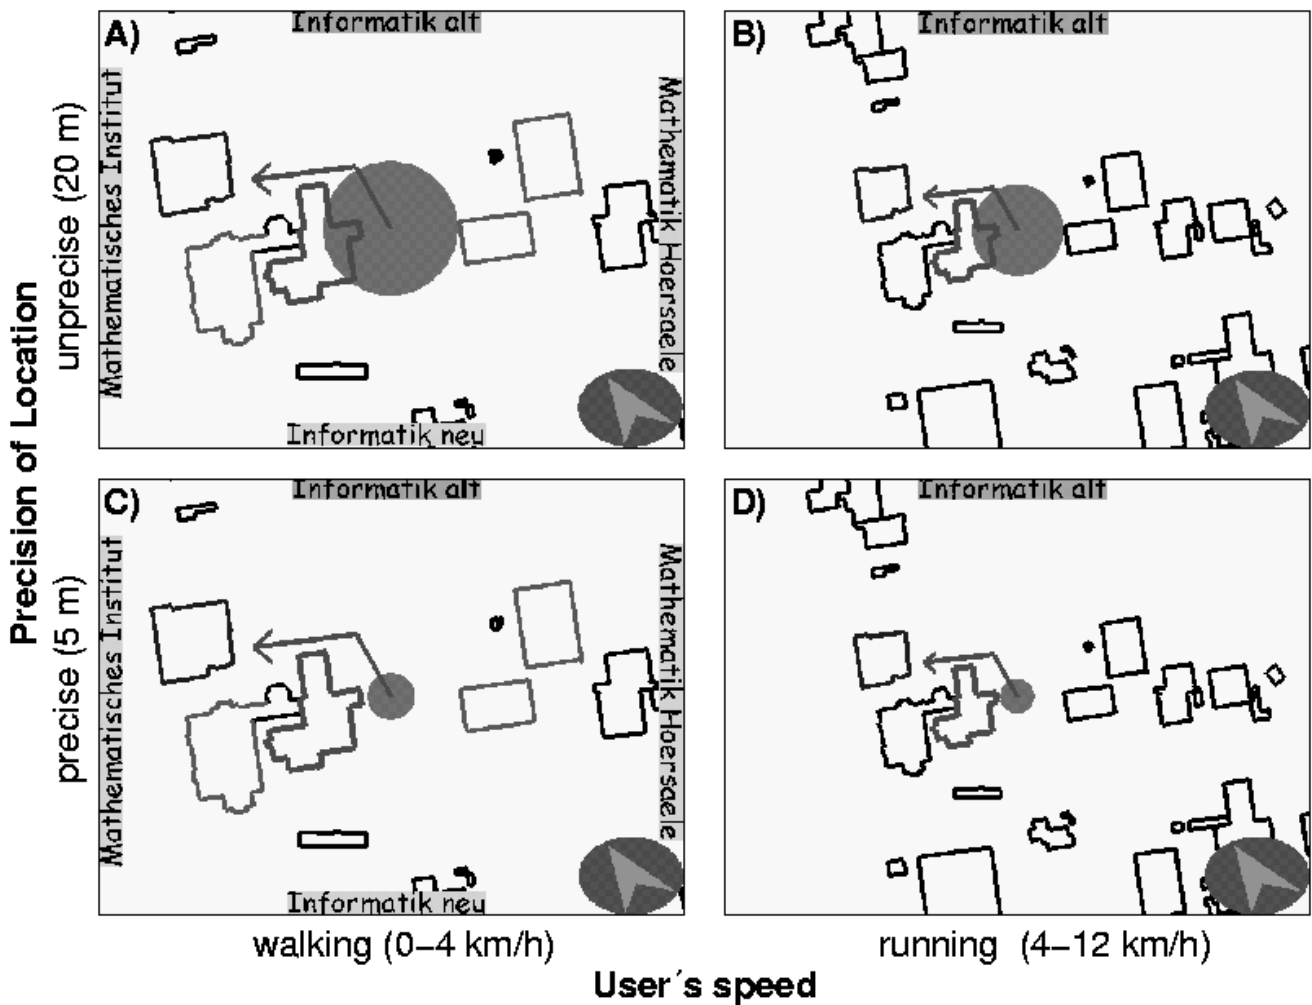 A)
Informatik alt
Mathematisches Institut
Mathematik Hoersaele
Informatik neu
B)
Informatik alt
C)
Informatik alt
Mathematisches Institut
Mathematik Hoersaele
Informatik neu
D)
Informatik alt
Precision of Location
unprecise (20 m)
precise (5 m)
walking (0–4 km/h)
running (4–12 km/h)
User´s speed